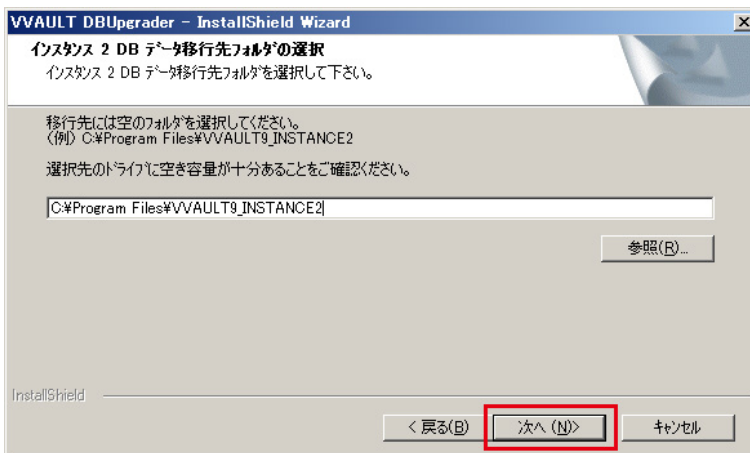 VVAULT DBUpgrader - InstallShield Wizard
インスタンス 2 DB データ移行先フォルダの選択
インスタンス 2 DB データ移行先フォルダを選択して下さい。
移行先には空のフォルダを選択してください。
(例) C:¥Program Files¥VVAULT9_INSTANCE2
選択先のドライブに空き容量が十分あることをご確認ください。
C:¥Program Files¥VVAULT9_INSTANCE2
参照(R)...
InstallShield
< 戻る(B)
次へ (N)>
キャンセル